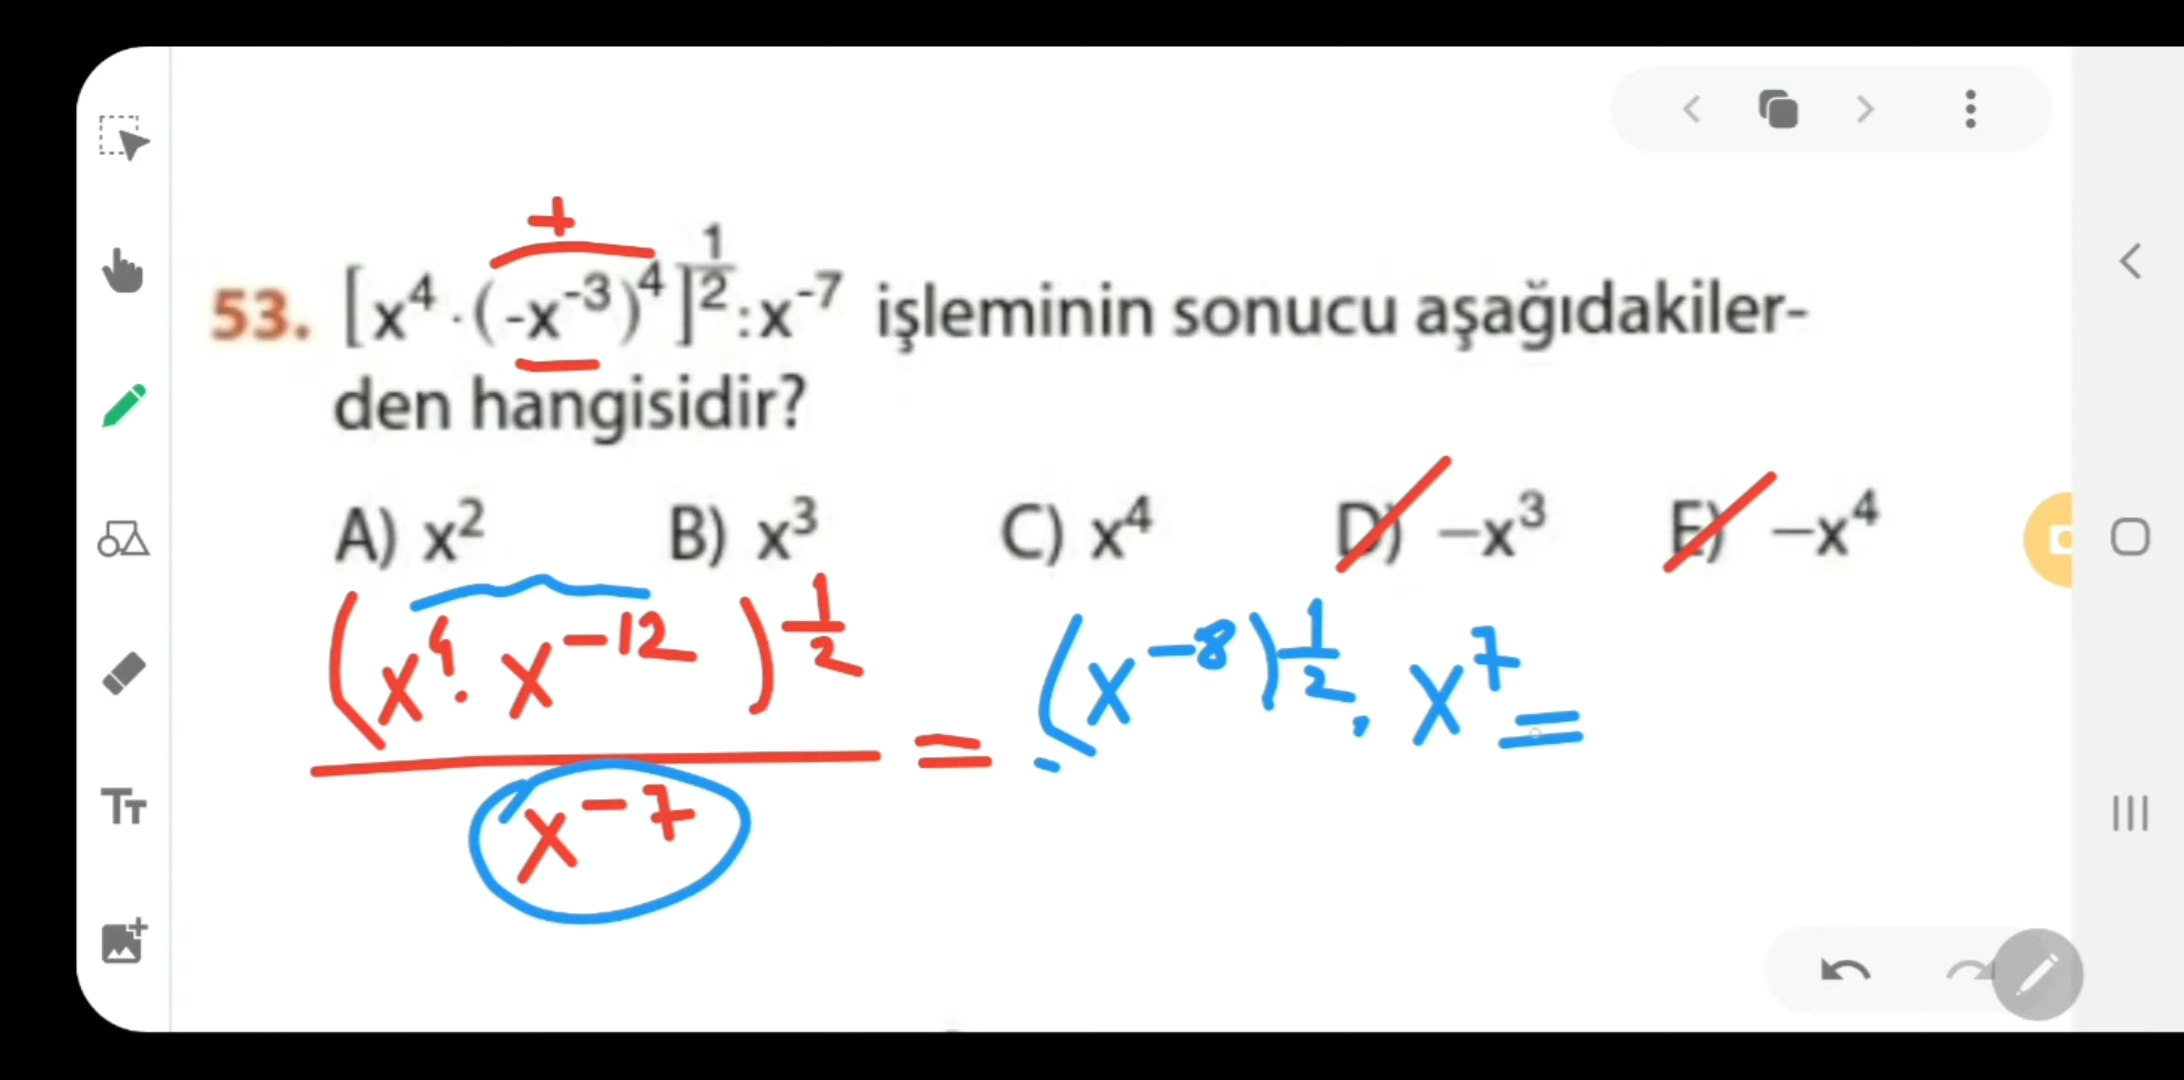 53. [x⁴ · (-x⁻³)⁴]^(1/2) : x⁻⁷ işleminin sonucu aşağıdakiler-
den hangisidir?
A) x² B) x³ C) x⁴ D) –x³ E) –x⁴
+
(x⁴ . x⁻¹²)^(1/2) / x⁻⁷ = (x⁻⁸)^(1/2) . x⁷ =
Tт